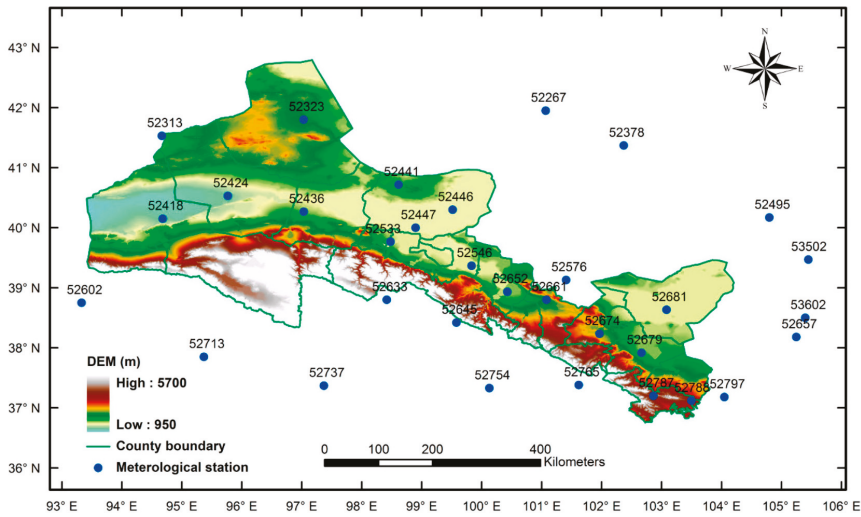 43° N
42° N
41° N
40° N
39° N
38° N
37° N
36° N
N
W E
S
52267
52323
52313
52378
52441
52424
52446
52436
52418
52447
52495
52533
53502
52546
52576
52652
52661
52602
52633
52681
53602
52645
52674
52657
52679
52713
52737
52754
52765
52787
52788
52797
DEM (m)
High : 5700
Low : 950
County boundary
Meterological station
0 100 200 400
Kilometers
93° E 94° E 95° E 96° E 97° E 98° E 99° E 100° E 101° E 102° E 103° E 104° E 105° E 106° E